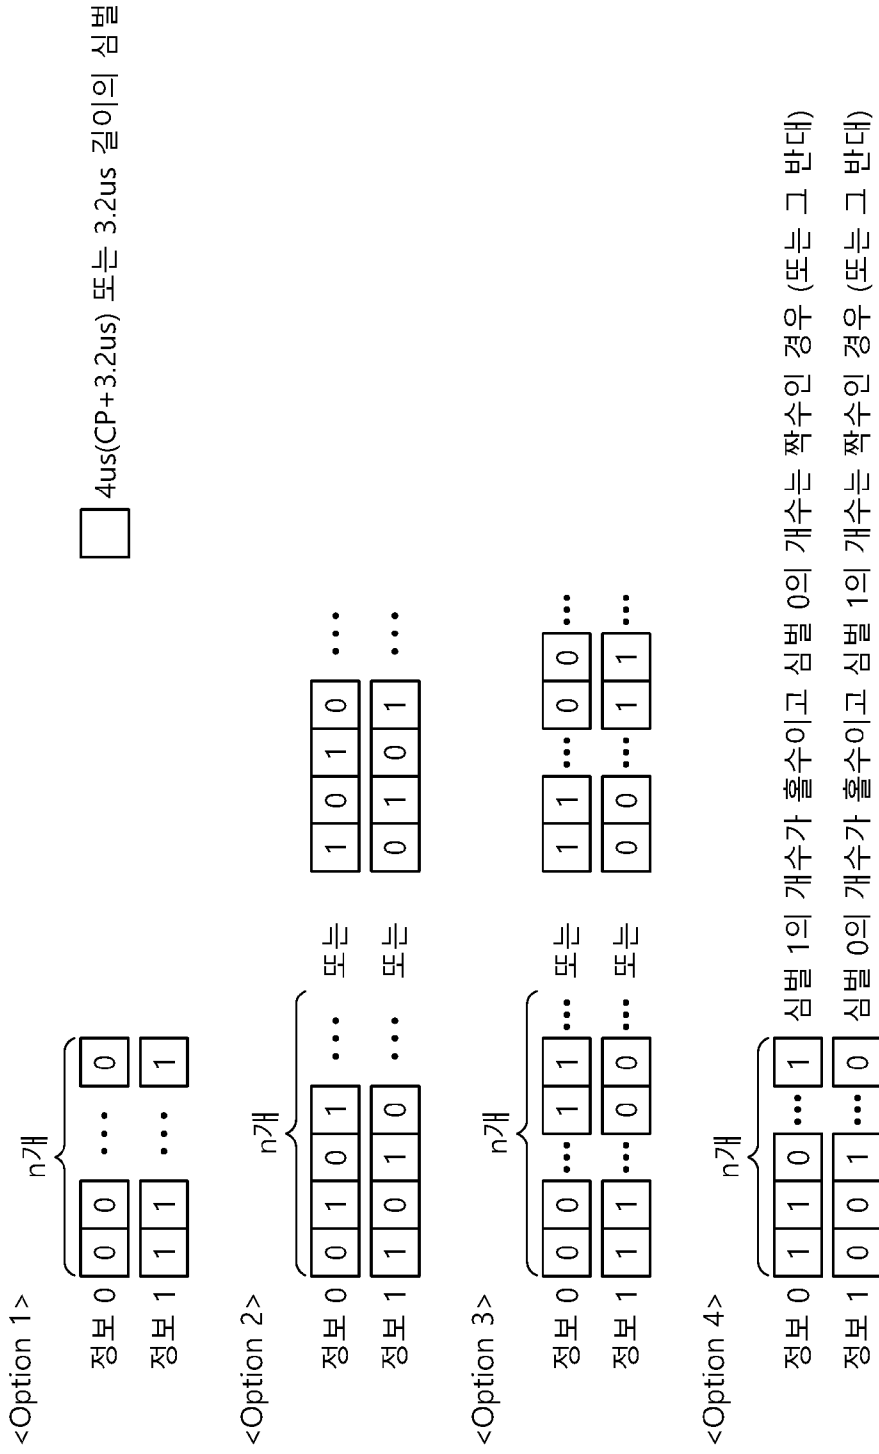 <Option 1>
n개
정보 0 0 0 ••• 0
정보 1 1 1 ••• 1
4us(CP+3.2us) 또는 3.2us 길이의 심벌
<Option 2>
n개
정보 0 0 1 0 1 ••• 또는 1 0 1 0 •••
정보 1 1 0 1 0 ••• 또는 0 1 0 1 •••
<Option 3>
n개
정보 0 0 0 ••• 1 1 ••• 또는 1 1 ••• 0 0 •••
정보 1 1 1 ••• 0 0 ••• 또는 0 0 ••• 1 1 •••
<Option 4>
n개
정보 0 1 1 0 ••• 1 심벌 1의 개수가 홀수이고 심벌 0의 개수는 짝수인 경우 (또는 그 반대)
정보 1 0 0 1 ••• 0 심벌 0의 개수가 홀수이고 심벌 1의 개수는 짝수인 경우 (또는 그 반대)